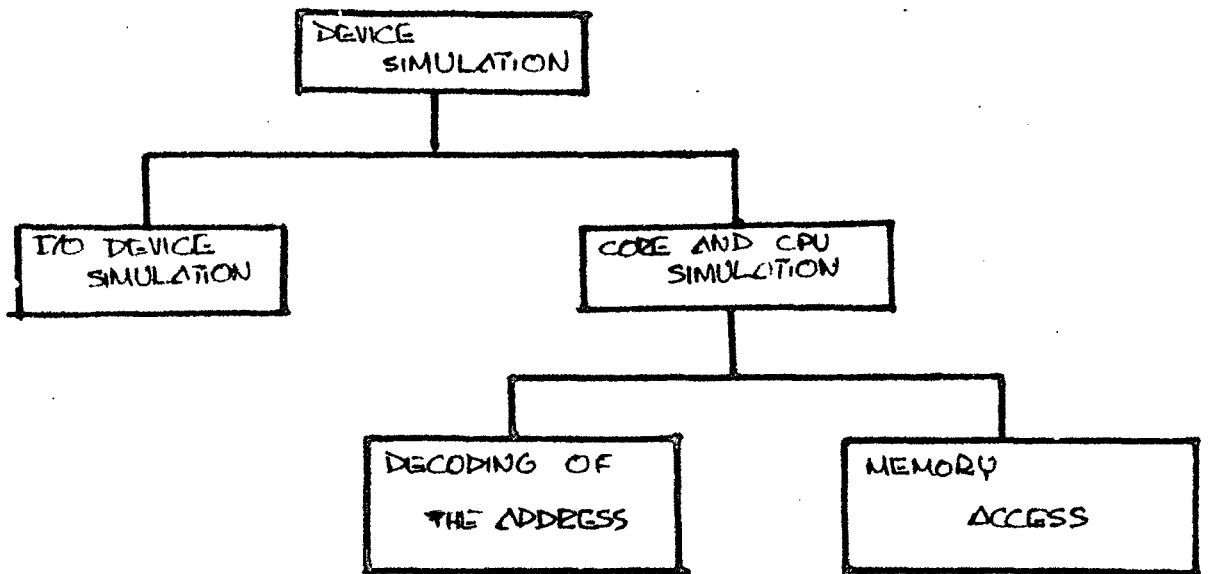 DEVICE
SIMULATION
I/O DEVICE
SIMULATION
CORE AND CPU
SIMULATION
DECODING OF
THE ADDRESS
MEMORY
ACCESS